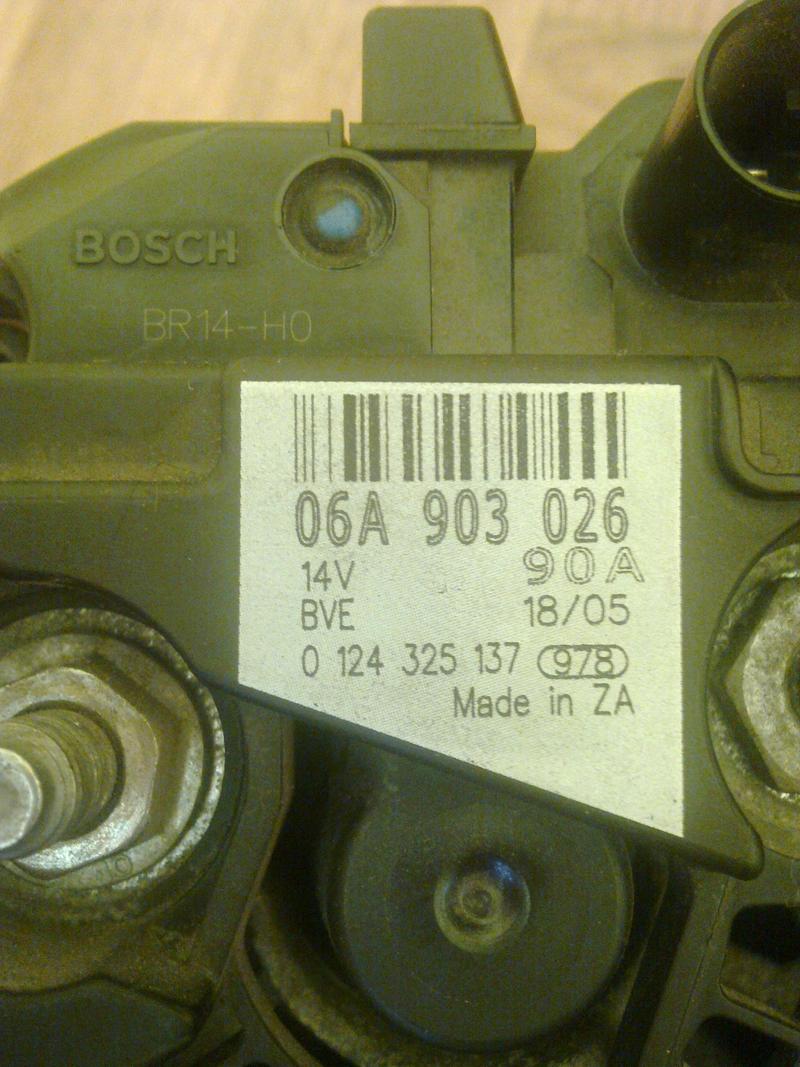 BOSCH
BR14-H0
06A 903 026
14V 90A
BVE 18/05
0 124 325 137 978
Made in ZA